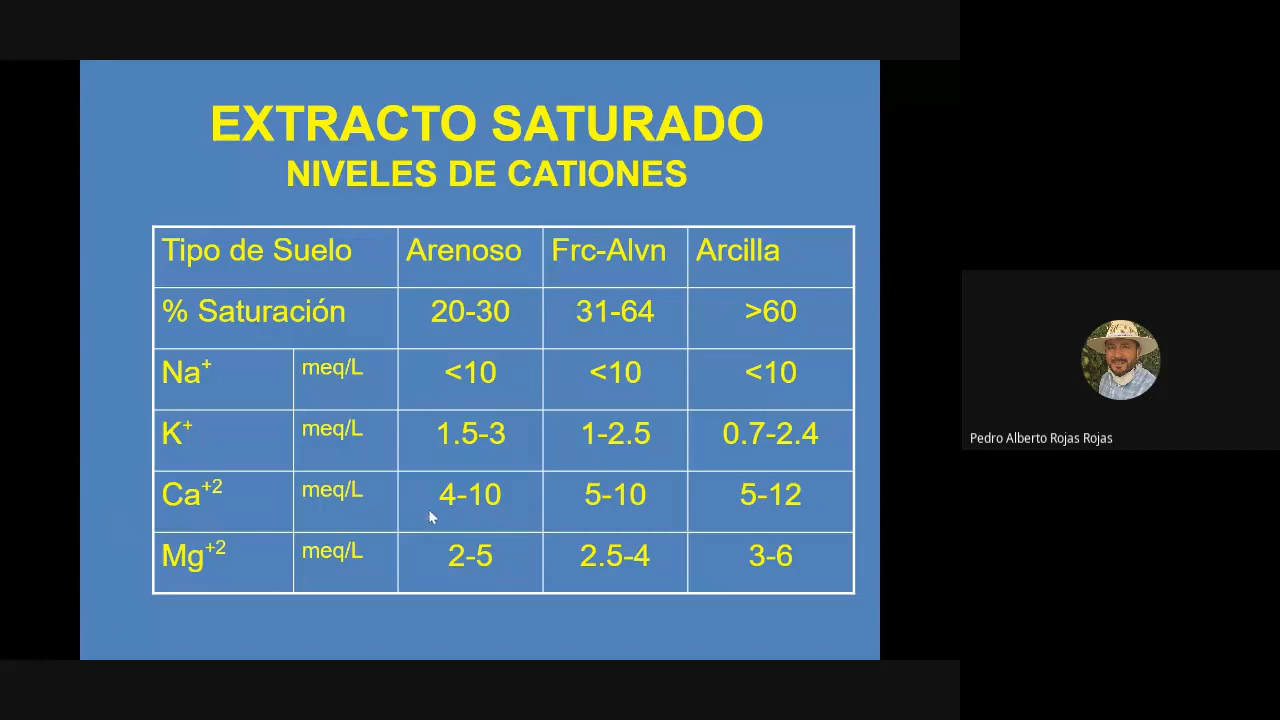 EXTRACTO SATURADO
NIVELES DE CATIONES
Tipo de Suelo Arenoso Frc-Alvn Arcilla
% Saturación 20-30 31-64 >60
Na+ meq/L <10 <10 <10
K+ meq/L 1.5-3 1-2.5 0.7-2.4
Ca+2 meq/L 4-10 5-10 5-12
Mg+2 meq/L 2-5 2.5-4 3-6
Pedro Alberto Rojas Rojas